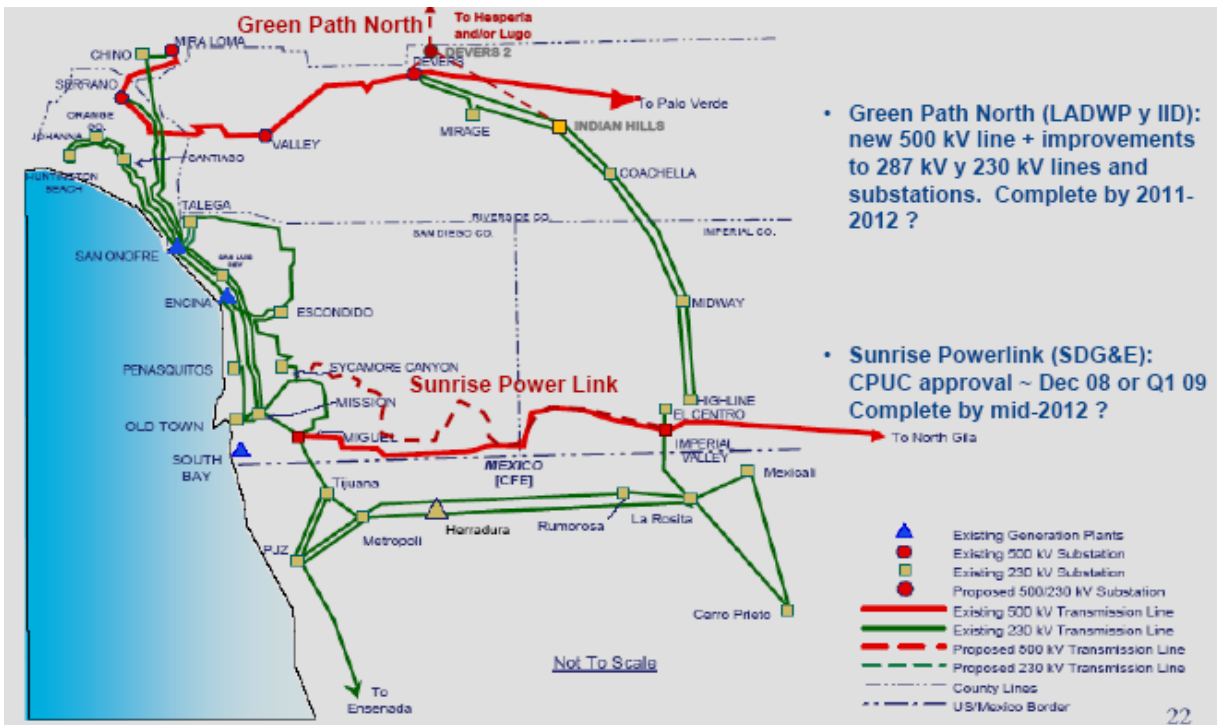 Green Path North
To Hesperia
and/or Lugo
MIRA LOMA
CHINO
DEVERS 2
DEVERS
SERRANO
To Palo Verde
ORANGE
CO.
MIRAGE
INDIAN HILLS
JOHANNA
VALLEY
CANTIAGO
HUNTINGTON
BEACH
COACHELLA
TALEGA
RIVERSIDE CO.
SAN DIEGO CO.
IMPERIAL CO.
SAN ONOFRE
SAN LUIS
REY
ENCINA
MIDWAY
ESCONDIDO
PENASQUITOS
SYCAMORE CANYON
Sunrise Power Link
MISSION
HIGHLINE
EL CENTRO
OLD TOWN
MIGUEL
IMPERIAL
VALLEY
To North Gila
SOUTH
BAY
MEXICO
[CFE]
Mexicali
Tijuana
Herradura
Rumorosa
La Rosita
Metropoli
PJZ
Cerro Prieto
To
Ensenada
Not To Scale
• Green Path North (LADWP y IID):
new 500 kV line + improvements
to 287 kV y 230 kV lines and
substations. Complete by 2011-
2012 ?
• Sunrise Powerlink (SDG&E):
CPUC approval ~ Dec 08 or Q1 09
Complete by mid-2012 ?
Existing Generation Plants
Existing 500 kV Substation
Existing 230 kV Substation
Proposed 500/230 kV Substation
Existing 500 kV Transmission Line
Existing 230 kV Transmission Line
Proposed 500 kV Transmission Line
Proposed 230 kV Transmission Line
County Lines
US/Mexico Border
22